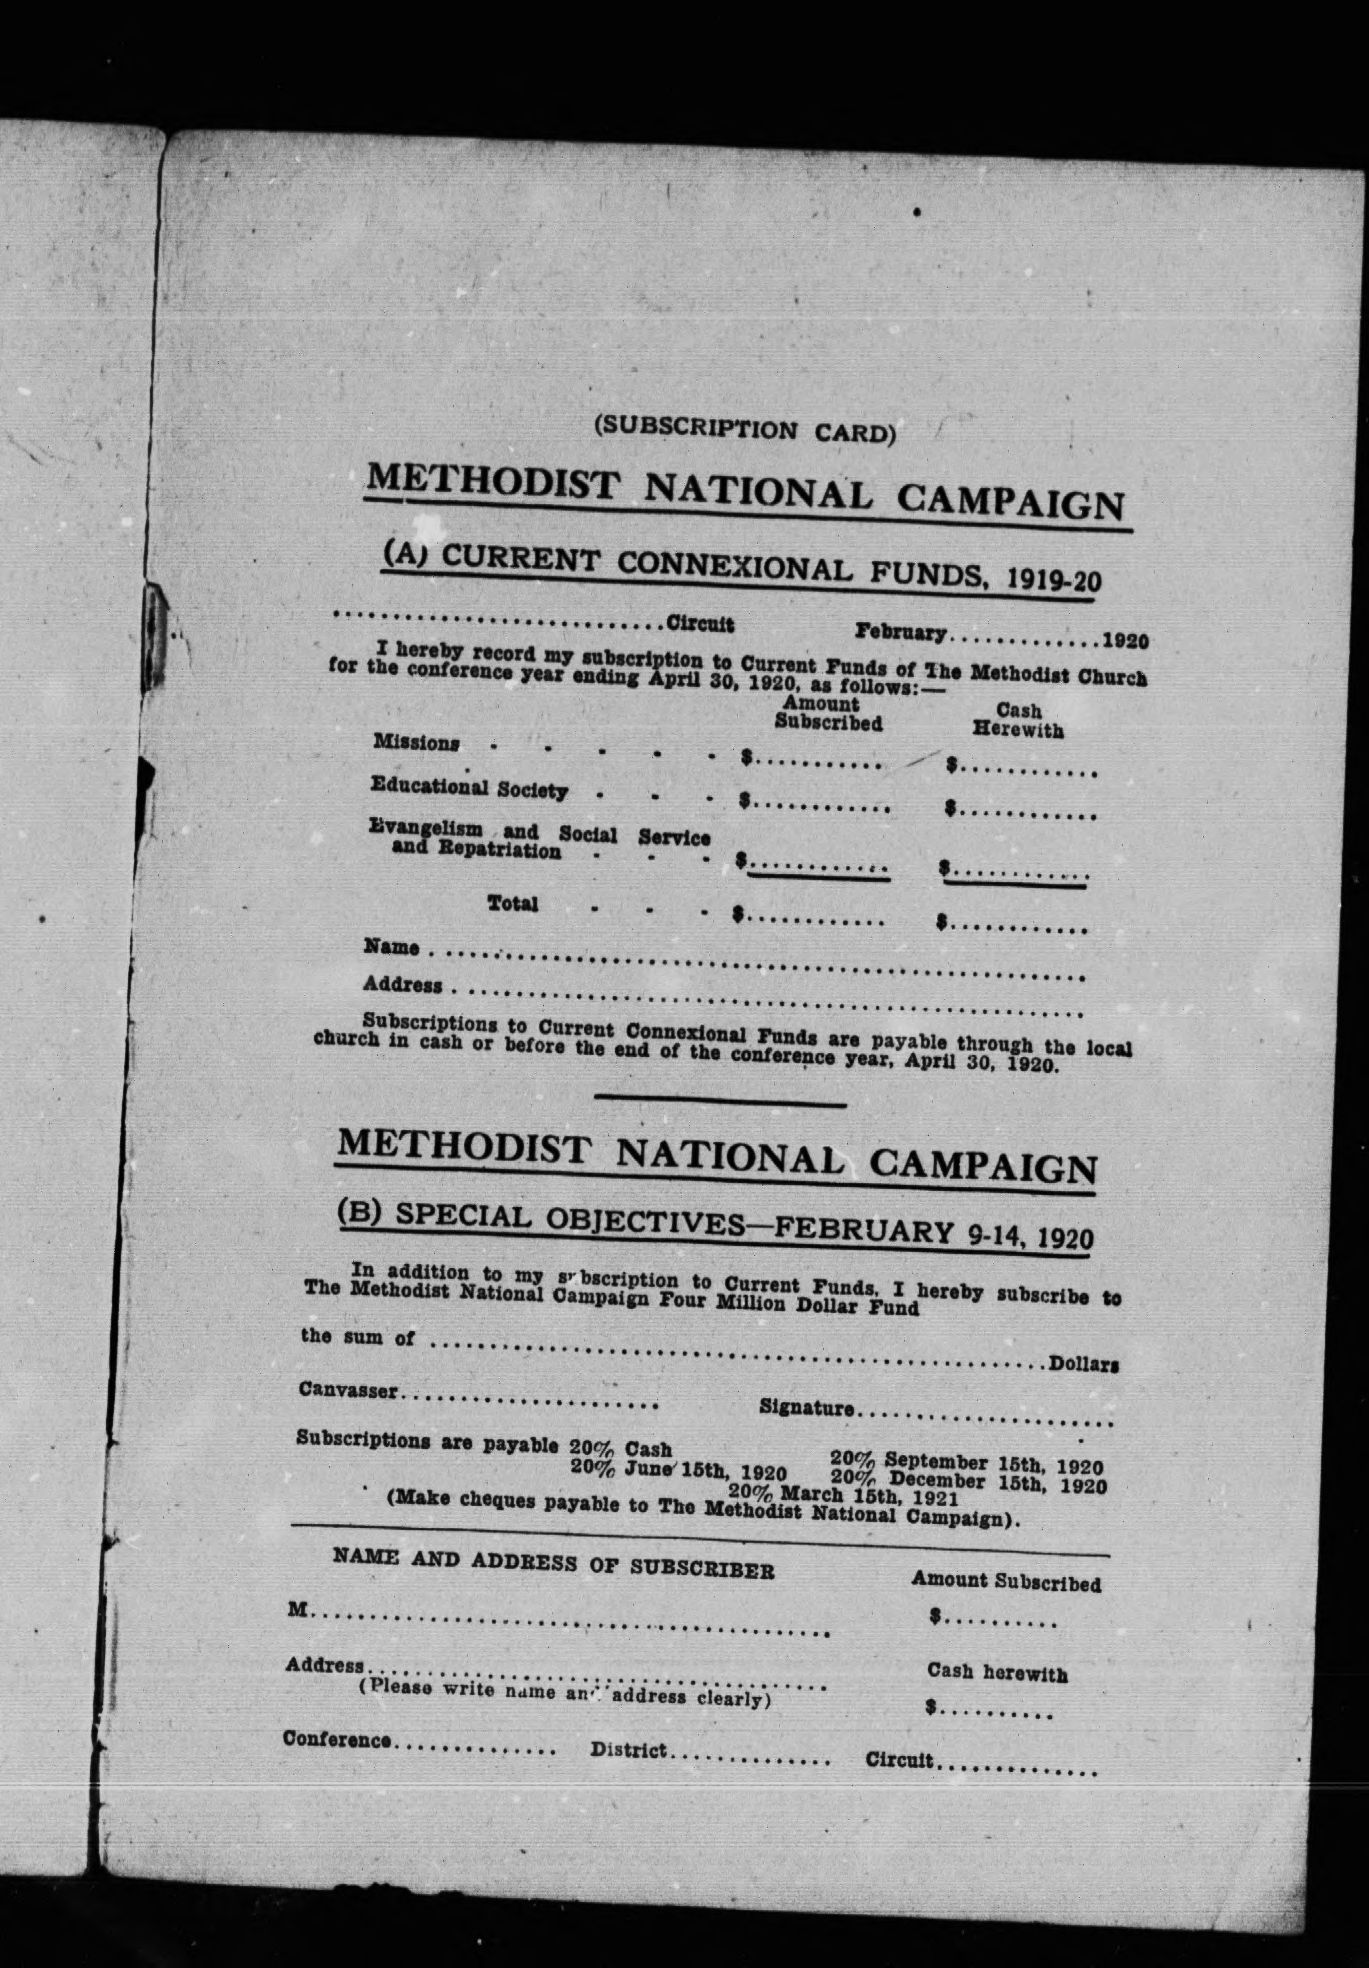 (SUBSCRIPTION CARD)
METHODIST NATIONAL CAMPAIGN
(A) CURRENT CONNEXIONAL FUNDS, 1919-20
............................Circuit February.............1920
I hereby record my subscription to Current Funds of The Methodist Church
for the conference year ending April 30, 1920, as follows:—
Amount Subscribed Cash Herewith
Missions - - - - - $........... $............
Educational Society - - - $............ $............
Evangelism and Social Service
and Repatriation - - - $............ $............
Total - - - $............ $............
Name ........................................................
Address .....................................................
Subscriptions to Current Connexional Funds are payable through the local
church in cash or before the end of the conference year, April 30, 1920.
METHODIST NATIONAL CAMPAIGN
(B) SPECIAL OBJECTIVES—FEBRUARY 9-14, 1920
In addition to my subscription to Current Funds, I hereby subscribe to
The Methodist National Campaign Four Million Dollar Fund
the sum of ....................................................Dollars
Canvasser...................... Signature......................
Subscriptions are payable 20% Cash 20% September 15th, 1920
20% June 15th, 1920 20% December 15th, 1920
20% March 15th, 1921
(Make cheques payable to The Methodist National Campaign).
NAME AND ADDRESS OF SUBSCRIBER Amount Subscribed
M............................................ $..........
Address....................................... Cash herewith
(Please write name and address clearly)
$..........
Conference.............. District.............. Circuit..............